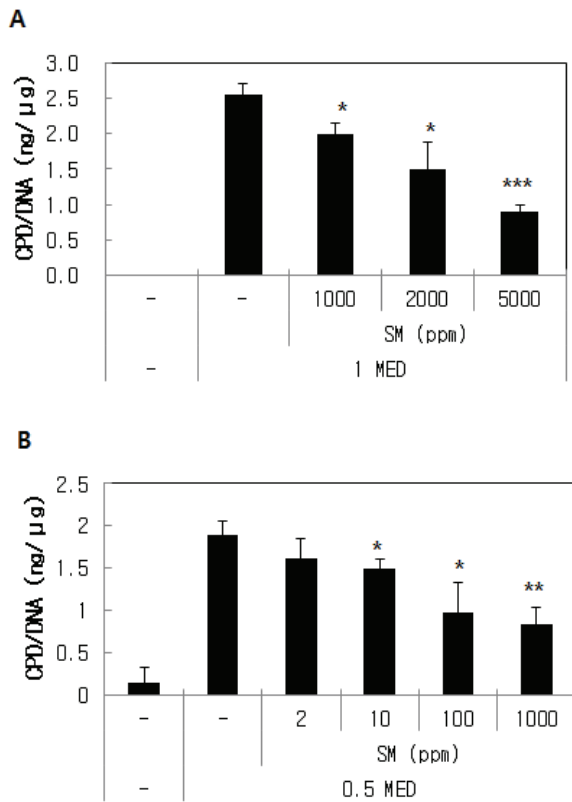 A
CPD/DNA (ng/μg)
3.0
2.5
2.0
1.5
1.0
0.5
0.0
*
*
***
- - 1000 2000 5000
SM (ppm)
- 1 MED
B
CPD/DNA (ng/μg)
2.5
2
1.5
1
0.5
0
*
*
**
- - 2 10 100 1000
SM (ppm)
- 0.5 MED